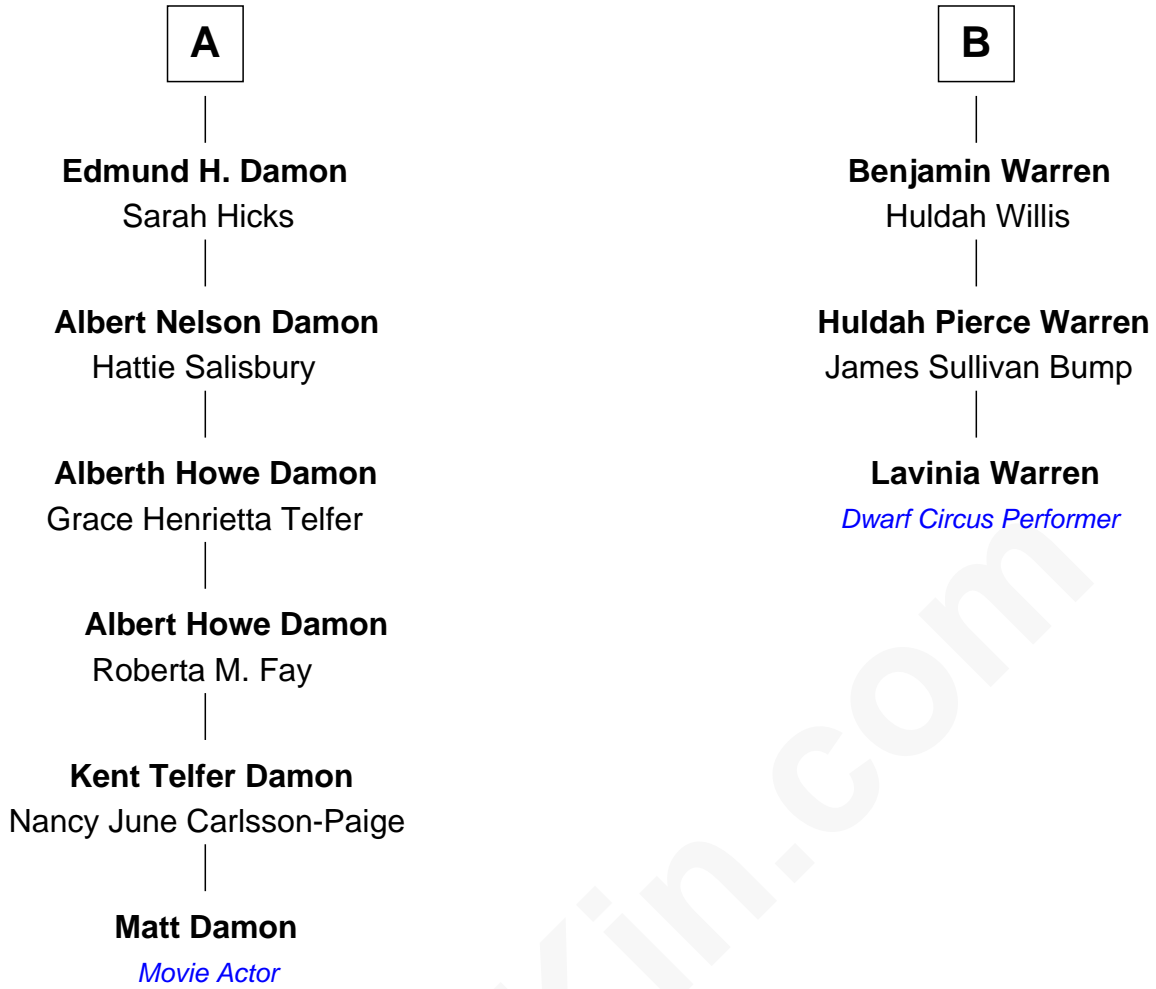 A
Edmund H. Damon
Sarah Hicks
Albert Nelson Damon
Hattie Salisbury
Alberth Howe Damon
Grace Henrietta Telfer
Albert Howe Damon
Roberta M. Fay
Kent Telfer Damon
Nancy June Carlsson-Paige
Matt Damon
Movie Actor
B
Benjamin Warren
Huldah Willis
Huldah Pierce Warren
James Sullivan Bump
Lavinia Warren
Dwarf Circus Performer
Kin.com